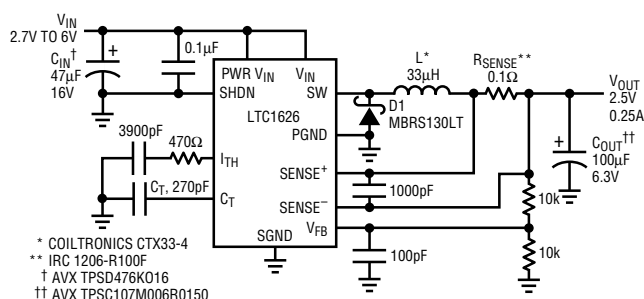 V_IN
2.7V TO 6V
C_IN†
47µF
16V
+
0.1µF
PWR V_IN
V_IN
SHDN
LTC1626
SW
PGND
I_TH
C_T
SENSE+
SENSE–
V_FB
SGND
3900pF
470Ω
C_T, 270pF
L*
33µH
R_SENSE**
0.1Ω
D1
MBRS130LT
1000pF
100pF
V_OUT
2.5V
0.25A
+
C_OUT††
100µF
6.3V
10k
10k
* COILTRONICS CTX33-4
** IRC 1206-R100F
† AVX TPSD476K016
†† AVX TPSC107M006R0150